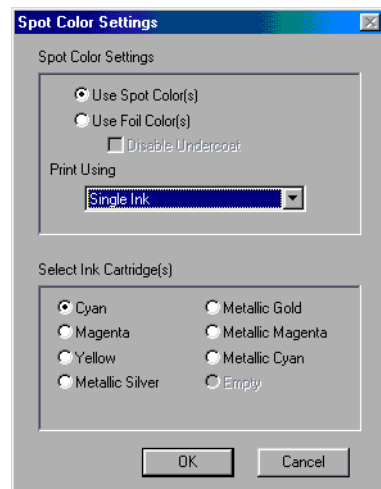 Spot Color Settings
Spot Color Settings
Use Spot Color(s)
Use Foil Color(s)
Disable Undercoat
Print Using
Single Ink
Select Ink Cartridge(s)
Cyan
Metallic Gold
Magenta
Metallic Magenta
Yellow
Metallic Cyan
Metallic Silver
Empty
OK
Cancel